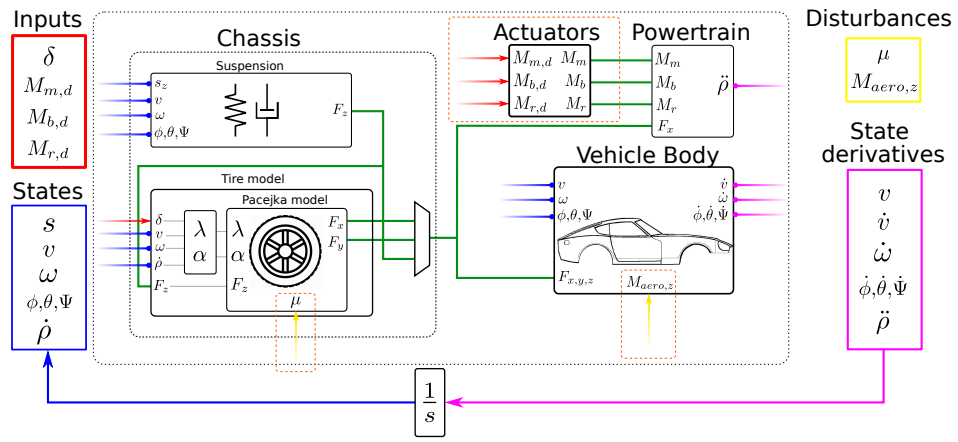 Inputs
δ
M_{m,d}
M_{b,d}
M_{r,d}
States
s
v
ω
ϕ,θ,Ψ
ρ̇
Chassis
Suspension
s_z
v
ω
ϕ,θ,Ψ
F_z
Tire model
Pacejka model
δ
v
ω
ρ̇
F_z
λ
α
λ
α
F_z
F_x
F_y
μ
Actuators
M_{m,d} M_m
M_{b,d} M_b
M_{r,d} M_r
Powertrain
M_m
M_b
M_r
F_x
ρ̈
Vehicle Body
v
ω
ϕ,θ,Ψ
F_{x,y,z}
M_{aero,z}
v̇
ω̇
ϕ̇,θ̇,Ψ̇
Disturbances
μ
M_{aero,z}
State
derivatives
v
v̇
ω̇
ϕ̇,θ̇,Ψ̇
ρ̈
1
s